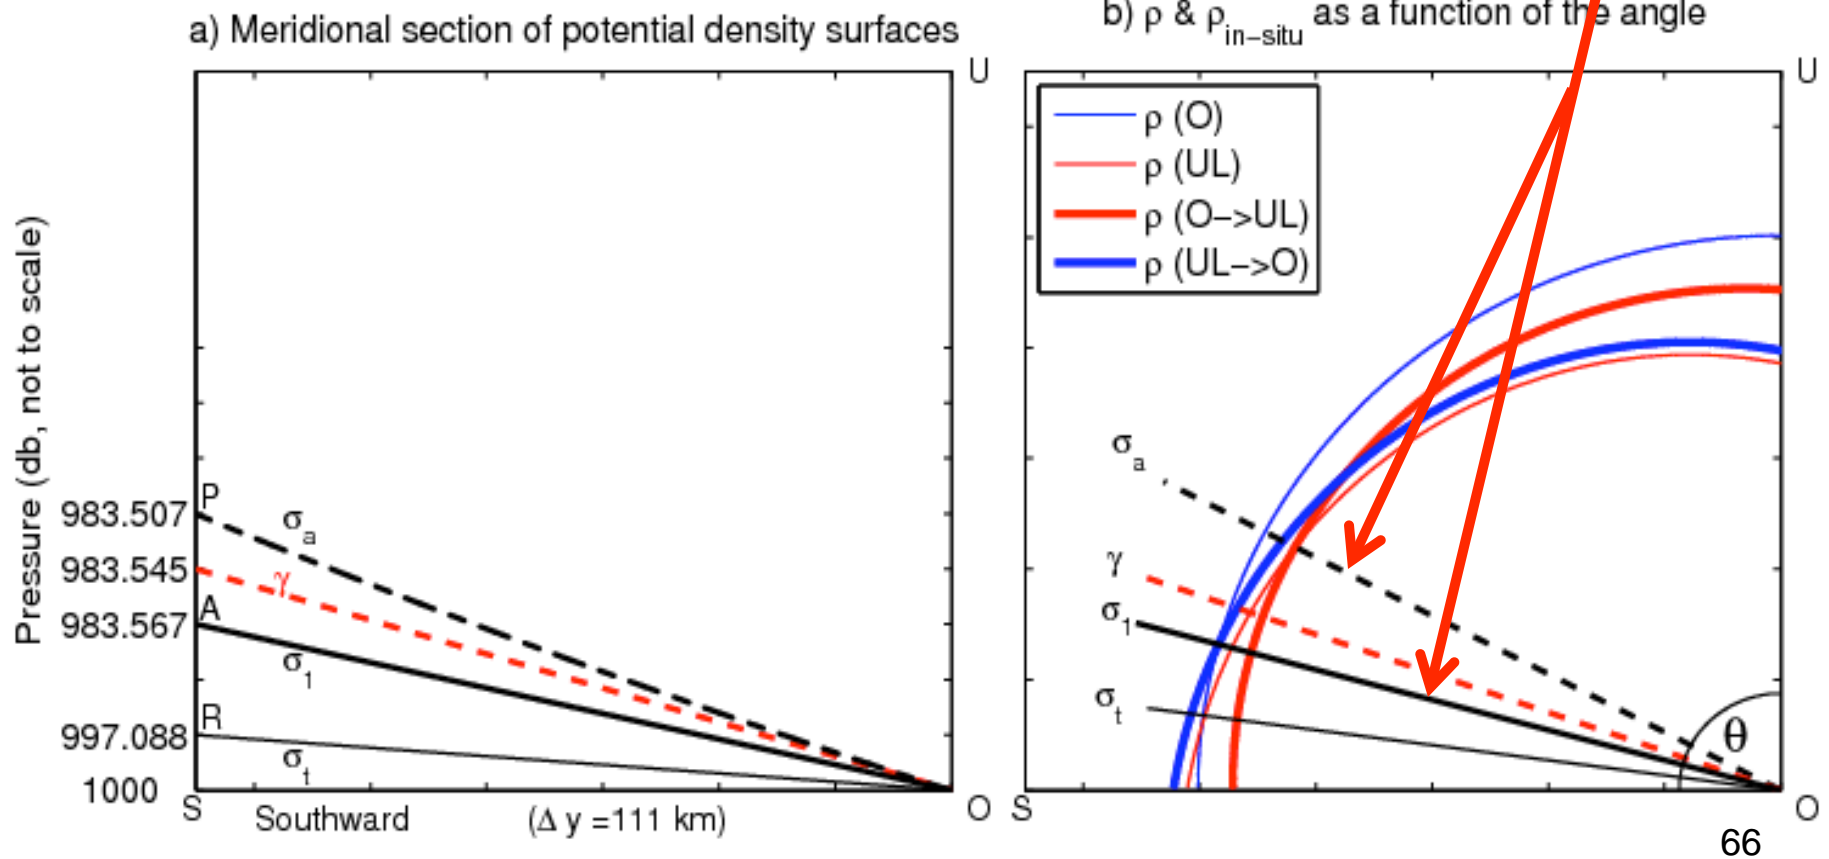 a) Meridional section of potential density surfaces
U
Pressure (db, not to scale)
983.507
983.545
983.567
997.088
1000
P
A
R
σa
γ
σ1
σt
S
Southward
(Δ y =111 km)
O
b) ρ & ρin−situ as a function of the angle
U
ρ (O)
ρ (UL)
ρ (O−>UL)
ρ (UL−>O)
σa
γ
σ1
σt
θ
S
O
66